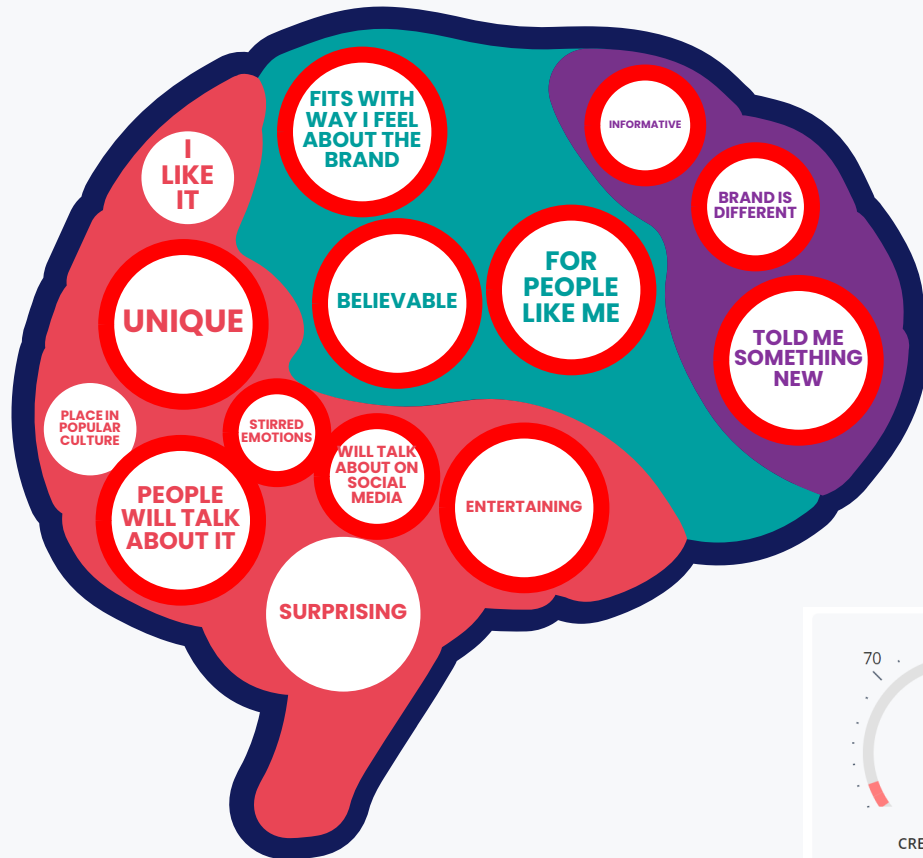 FITS WITH
WAY I FEEL
ABOUT THE
BRAND
INFORMATIVE
I
LIKE
IT
BRAND IS
DIFFERENT
FOR
PEOPLE
LIKE ME
BELIEVABLE
UNIQUE
TOLD ME
SOMETHING
NEW
PLACE IN
POPULAR
CULTURE
STIRRED
EMOTIONS
WILL TALK
ABOUT ON
SOCIAL
MEDIA
PEOPLE
WILL TALK
ABOUT IT
ENTERTAINING
SURPRISING
70
CRE